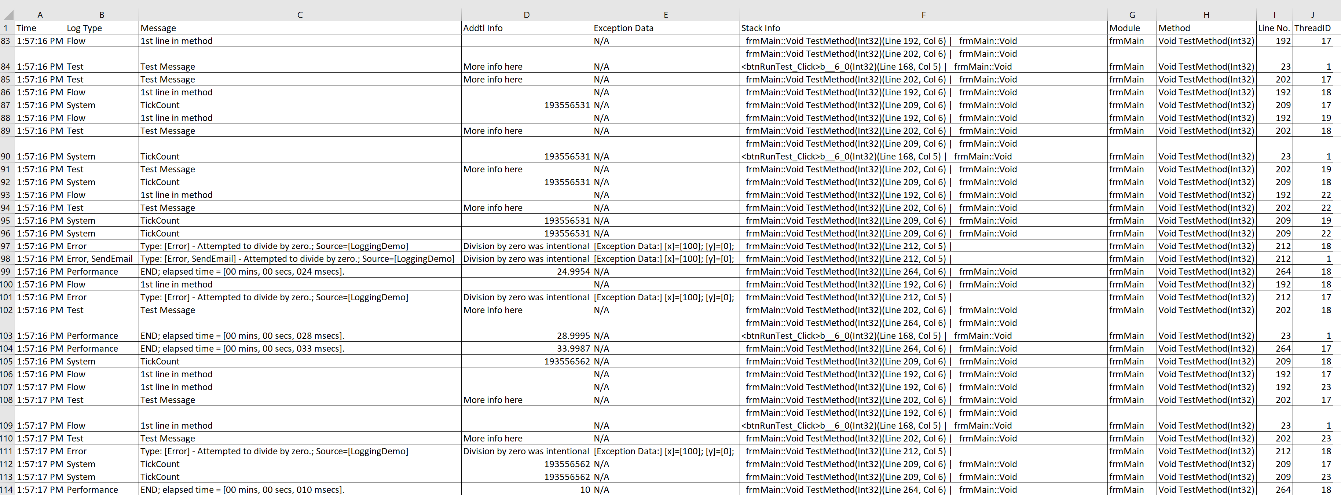 A B C D E F G H I J
1 Time Log Type Message Addtl Info Exception Data Stack Info Module Method Line No. ThreadID
83 1:57:16 PM Flow 1st line in method N/A frmMain::Void TestMethod(Int32)(Line 192, Col 6) | frmMain::Void frmMain Void TestMethod(Int32) 192 17
frmMain::Void TestMethod(Int32)(Line 202, Col 6) | frmMain::Void
84 1:57:16 PM Test Test Message More info here N/A <btnRunTest_Click>b__6_0(Int32)(Line 168, Col 5) | frmMain::Void frmMain Void TestMethod(Int32) 23 1
85 1:57:16 PM Test Test Message More info here N/A frmMain::Void TestMethod(Int32)(Line 202, Col 6) | frmMain::Void frmMain Void TestMethod(Int32) 202 17
86 1:57:16 PM Flow 1st line in method N/A frmMain::Void TestMethod(Int32)(Line 192, Col 6) | frmMain::Void frmMain Void TestMethod(Int32) 192 18
87 1:57:16 PM System TickCount 193556531 N/A frmMain::Void TestMethod(Int32)(Line 209, Col 6) | frmMain::Void frmMain Void TestMethod(Int32) 209 17
88 1:57:16 PM Flow 1st line in method N/A frmMain::Void TestMethod(Int32)(Line 192, Col 6) | frmMain::Void frmMain Void TestMethod(Int32) 192 19
89 1:57:16 PM Test Test Message More info here N/A frmMain::Void TestMethod(Int32)(Line 202, Col 6) | frmMain::Void frmMain Void TestMethod(Int32) 202 18
frmMain::Void TestMethod(Int32)(Line 209, Col 6) | frmMain::Void
90 1:57:16 PM System TickCount 193556531 N/A <btnRunTest_Click>b__6_0(Int32)(Line 168, Col 5) | frmMain::Void frmMain Void TestMethod(Int32) 23 1
91 1:57:16 PM Test Test Message More info here N/A frmMain::Void TestMethod(Int32)(Line 202, Col 6) | frmMain::Void frmMain Void TestMethod(Int32) 202 19
92 1:57:16 PM System TickCount 193556531 N/A frmMain::Void TestMethod(Int32)(Line 209, Col 6) | frmMain::Void frmMain Void TestMethod(Int32) 209 18
93 1:57:16 PM Flow 1st line in method N/A frmMain::Void TestMethod(Int32)(Line 192, Col 6) | frmMain::Void frmMain Void TestMethod(Int32) 192 22
94 1:57:16 PM Test Test Message More info here N/A frmMain::Void TestMethod(Int32)(Line 202, Col 6) | frmMain::Void frmMain Void TestMethod(Int32) 202 22
95 1:57:16 PM System TickCount 193556531 N/A frmMain::Void TestMethod(Int32)(Line 209, Col 6) | frmMain::Void frmMain Void TestMethod(Int32) 209 19
96 1:57:16 PM System TickCount 193556531 N/A frmMain::Void TestMethod(Int32)(Line 209, Col 6) | frmMain::Void frmMain Void TestMethod(Int32) 209 22
97 1:57:16 PM Error Type: [Error] - Attempted to divide by zero.; Source=[LoggingDemo] Division by zero was intentional [Exception Data:] [x]=[100]; [y]=[0]; frmMain::Void TestMethod(Int32)(Line 212, Col 5) | frmMain Void TestMethod(Int32) 212 18
98 1:57:16 PM Error, SendEmail Type: [Error, SendEmail] - Attempted to divide by zero.; Source=[LoggingDemo] Division by zero was intentional [Exception Data:] [x]=[100]; [y]=[0]; frmMain::Void TestMethod(Int32)(Line 212, Col 5) | frmMain Void TestMethod(Int32) 212 1
99 1:57:16 PM Performance END; elapsed time = [00 mins, 00 secs, 024 msecs]. 24.9954 N/A frmMain::Void TestMethod(Int32)(Line 264, Col 6) | frmMain::Void frmMain Void TestMethod(Int32) 264 18
100 1:57:16 PM Flow 1st line in method N/A frmMain::Void TestMethod(Int32)(Line 192, Col 6) | frmMain::Void frmMain Void TestMethod(Int32) 192 18
101 1:57:16 PM Error Type: [Error] - Attempted to divide by zero.; Source=[LoggingDemo] Division by zero was intentional [Exception Data:] [x]=[100]; [y]=[0]; frmMain::Void TestMethod(Int32)(Line 212, Col 5) | frmMain Void TestMethod(Int32) 212 17
102 1:57:16 PM Test Test Message More info here N/A frmMain::Void TestMethod(Int32)(Line 202, Col 6) | frmMain::Void frmMain Void TestMethod(Int32) 202 18
frmMain::Void TestMethod(Int32)(Line 264, Col 6) | frmMain::Void
103 1:57:16 PM Performance END; elapsed time = [00 mins, 00 secs, 028 msecs]. 28.9995 N/A <btnRunTest_Click>b__6_0(Int32)(Line 168, Col 5) | frmMain::Void frmMain Void TestMethod(Int32) 23 1
104 1:57:16 PM Performance END; elapsed time = [00 mins, 00 secs, 033 msecs]. 33.9987 N/A frmMain::Void TestMethod(Int32)(Line 264, Col 6) | frmMain::Void frmMain Void TestMethod(Int32) 264 17
105 1:57:16 PM System TickCount 193556562 N/A frmMain::Void TestMethod(Int32)(Line 209, Col 6) | frmMain::Void frmMain Void TestMethod(Int32) 209 18
106 1:57:16 PM Flow 1st line in method N/A frmMain::Void TestMethod(Int32)(Line 192, Col 6) | frmMain::Void frmMain Void TestMethod(Int32) 192 17
107 1:57:16 PM Flow 1st line in method N/A frmMain::Void TestMethod(Int32)(Line 192, Col 6) | frmMain::Void frmMain Void TestMethod(Int32) 192 23
108 1:57:17 PM Test Test Message More info here N/A frmMain::Void TestMethod(Int32)(Line 202, Col 6) | frmMain::Void frmMain Void TestMethod(Int32) 202 17
frmMain::Void TestMethod(Int32)(Line 192, Col 6) | frmMain::Void
109 1:57:17 PM Flow 1st line in method N/A <btnRunTest_Click>b__6_0(Int32)(Line 168, Col 5) | frmMain::Void frmMain Void TestMethod(Int32) 23 1
110 1:57:17 PM Test Test Message More info here N/A frmMain::Void TestMethod(Int32)(Line 202, Col 6) | frmMain::Void frmMain Void TestMethod(Int32) 202 23
111 1:57:17 PM Error Type: [Error] - Attempted to divide by zero.; Source=[LoggingDemo] Division by zero was intentional [Exception Data:] [x]=[100]; [y]=[0]; frmMain::Void TestMethod(Int32)(Line 212, Col 5) | frmMain Void TestMethod(Int32) 212 18
112 1:57:17 PM System TickCount 193556562 N/A frmMain::Void TestMethod(Int32)(Line 209, Col 6) | frmMain::Void frmMain Void TestMethod(Int32) 209 17
113 1:57:17 PM System TickCount 193556562 N/A frmMain::Void TestMethod(Int32)(Line 209, Col 6) | frmMain::Void frmMain Void TestMethod(Int32) 209 23
114 1:57:17 PM Performance END; elapsed time = [00 mins, 00 secs, 010 msecs]. 10 N/A frmMain::Void TestMethod(Int32)(Line 264, Col 6) | frmMain::Void frmMain Void TestMethod(Int32) 264 18